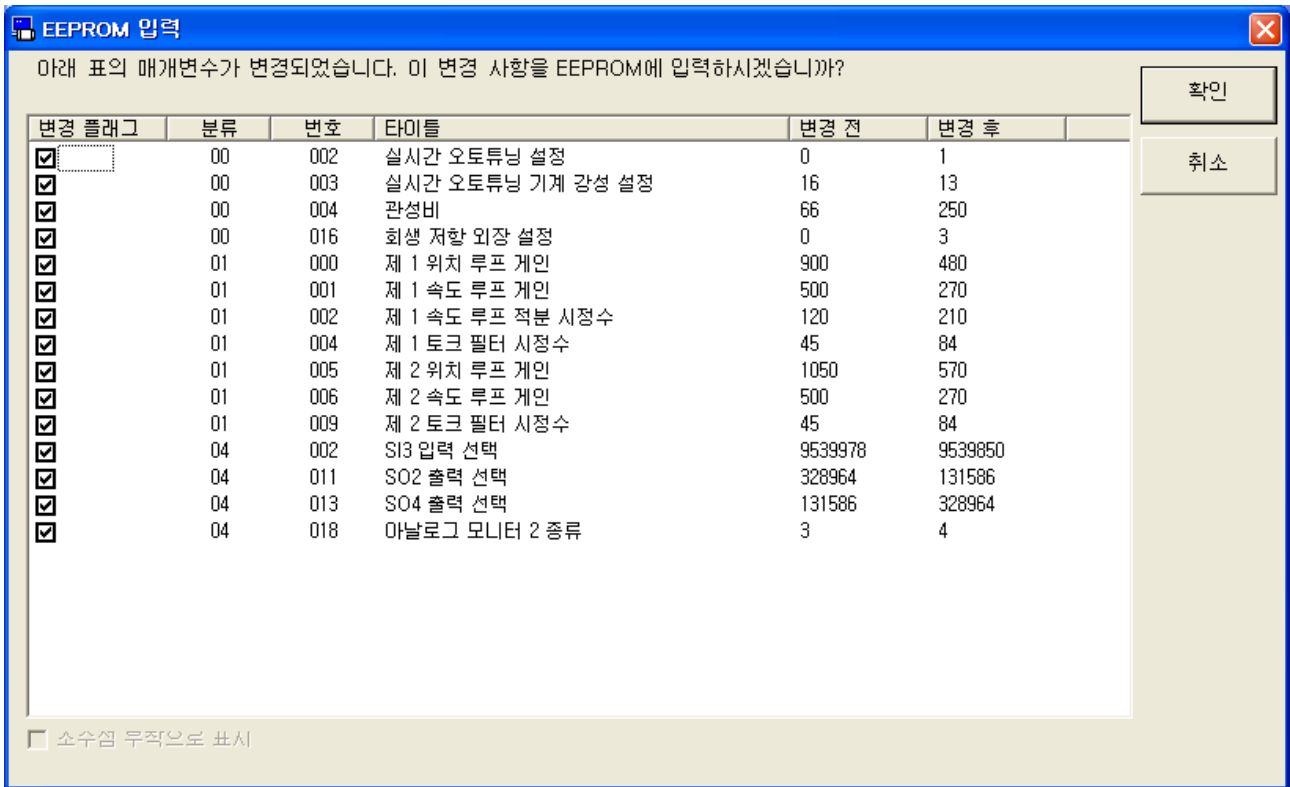 EEPROM 입력
아래 표의 매개변수가 변경되었습니다. 이 변경 사항을 EEPROM에 입력하시겠습니까?
확인
취소
변경 플래그 분류 번호 타이틀 변경 전 변경 후
00 002 실시간 오토튜닝 설정 0 1
00 003 실시간 오토튜닝 기계 강성 설정 16 13
00 004 관성비 66 250
00 016 회생 저항 외장 설정 0 3
01 000 제 1 위치 루프 게인 900 480
01 001 제 1 속도 루프 게인 500 270
01 002 제 1 속도 루프 적분 시정수 120 210
01 004 제 1 토크 필터 시정수 45 84
01 005 제 2 위치 루프 게인 1050 570
01 006 제 2 속도 루프 게인 500 270
01 009 제 2 토크 필터 시정수 45 84
04 002 SI3 입력 선택 9539978 9539850
04 011 SO2 출력 선택 328964 131586
04 013 SO4 출력 선택 131586 328964
04 018 아날로그 모니터 2 종류 3 4
소수점 무작으로 표시